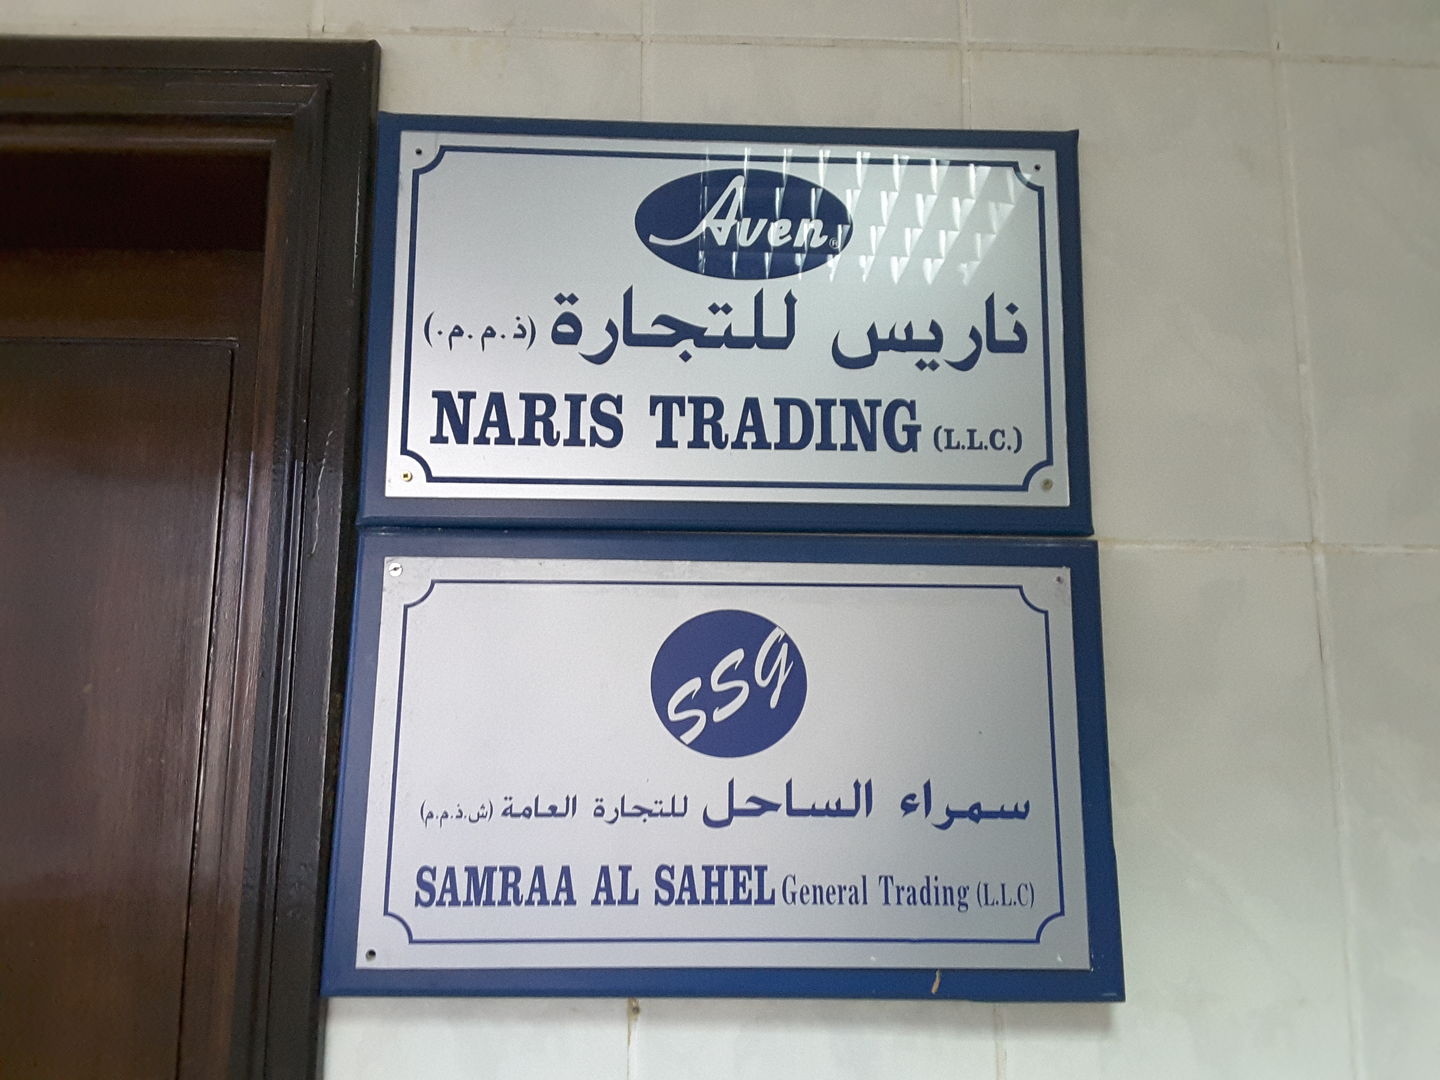 Aven®
ناريس للتجارة (ذ.م.م.)
NARIS TRADING (L.L.C.)
SSG
سمراء الساحل للتجارة العامة (ش.ذ.م.م)
SAMRAA AL SAHEL General Trading (L.L.C)